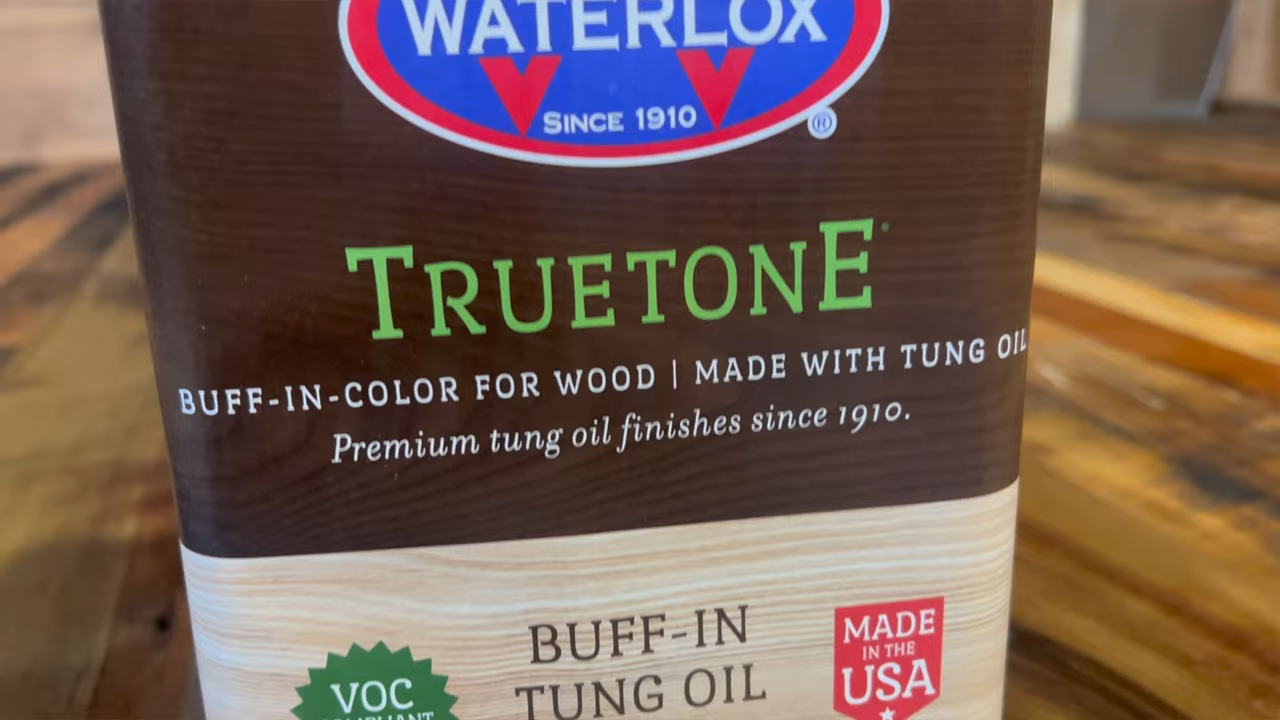 WATERLOX
SINCE 1910
®
TRUETONE
BUFF-IN-COLOR FOR WOOD | MADE WITH TUNG OIL
Premium tung oil finishes since 1910.
BUFF-IN
TUNG OIL
VOC
COMPLIANT
MADE
IN THE
USA